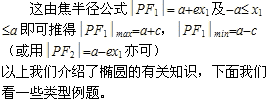 这由焦半径公式|PF₁|=a+ex₁及-a≤x₁
≤a即可推得|PF₁|max=a+c，|PF₁|min=a-c
（或用|PF₂|=a-ex₁亦可）
以上我们介绍了椭圆的有关知识，下面我们
看一些类型例题。